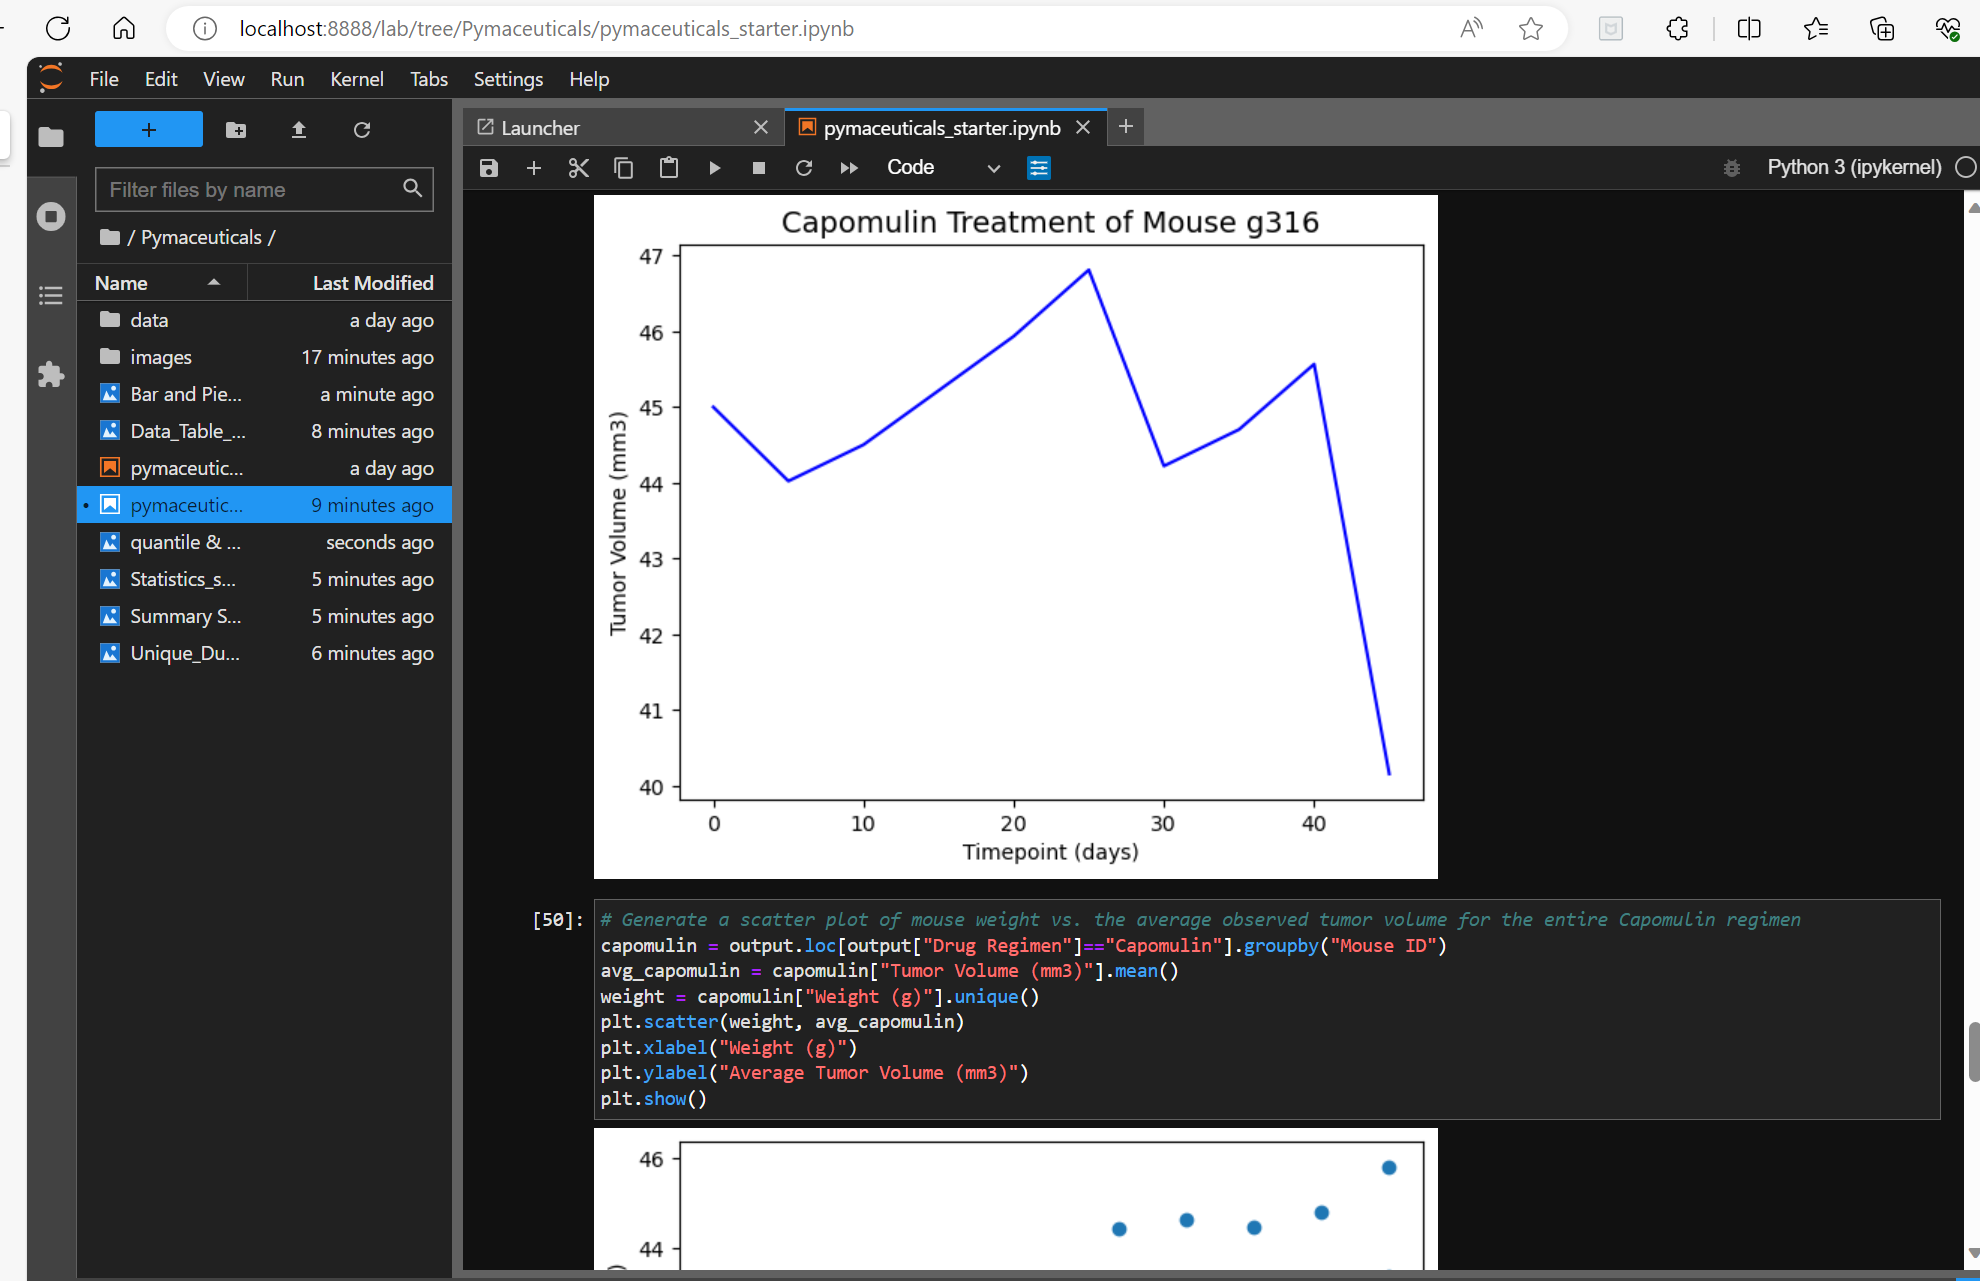 localhost:8888/lab/tree/Pymaceuticals/pymaceuticals_starter.ipynb
File Edit View Run Kernel Tabs Settings Help
+
Filter files by name
/ Pymaceuticals /
Name Last Modified
data a day ago
images 17 minutes ago
Bar and Pie... a minute ago
Data_Table_... 8 minutes ago
pymaceutic... a day ago
pymaceutic... 9 minutes ago
quantile & ... seconds ago
Statistics_s... 5 minutes ago
Summary S... 5 minutes ago
Unique_Du... 6 minutes ago
Launcher
pymaceuticals_starter.ipynb
Code
Python 3 (ipykernel)
Capomulin Treatment of Mouse g316
47
46
45
44
43
42
41
40
Tumor Volume (mm3)
0 10 20 30 40
Timepoint (days)
[50]:
# Generate a scatter plot of mouse weight vs. the average observed tumor volume for the entire Capomulin regimen
capomulin = output.loc[output["Drug Regimen"]=="Capomulin"].groupby("Mouse ID")
avg_capomulin = capomulin["Tumor Volume (mm3)"].mean()
weight = capomulin["Weight (g)"].unique()
plt.scatter(weight, avg_capomulin)
plt.xlabel("Weight (g)")
plt.ylabel("Average Tumor Volume (mm3)")
plt.show()
46
44